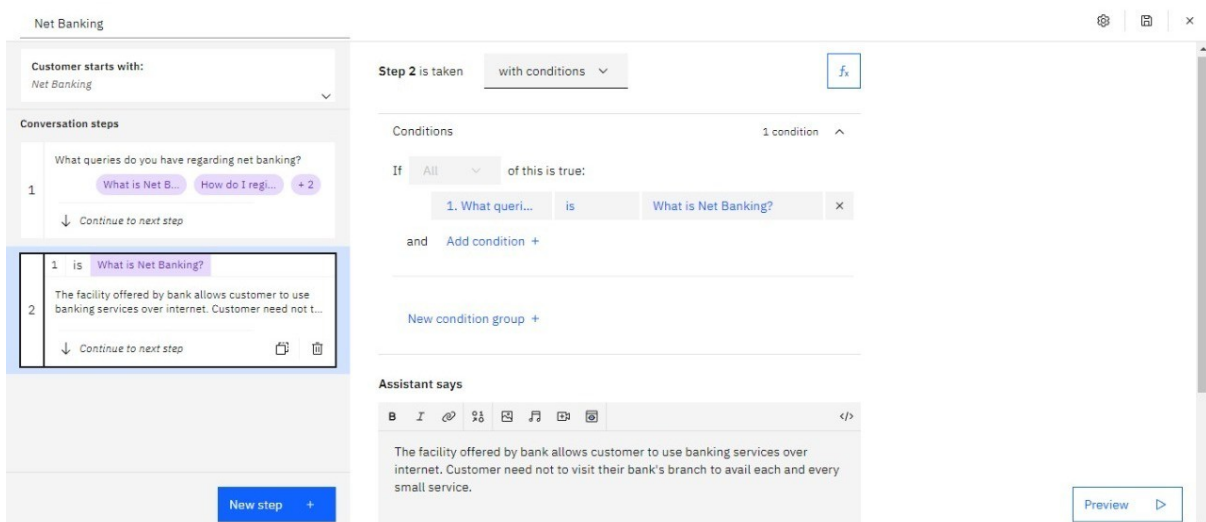 Net Banking
Customer starts with:
Net Banking
Conversation steps
1
What queries do you have regarding net banking?
What is Net B...
How do I regi...
+ 2
Continue to next step
1 is What is Net Banking?
2
The facility offered by bank allows customer to use
banking services over internet. Customer need not t...
Continue to next step
New step +
Step 2 is taken with conditions
fx
Conditions
1 condition
If All of this is true:
1. What queri... is What is Net Banking? ×
and Add condition +
New condition group +
Assistant says
B I </>
The facility offered by bank allows customer to use banking services over
internet. Customer need not to visit their bank's branch to avail each and every
small service.
Preview